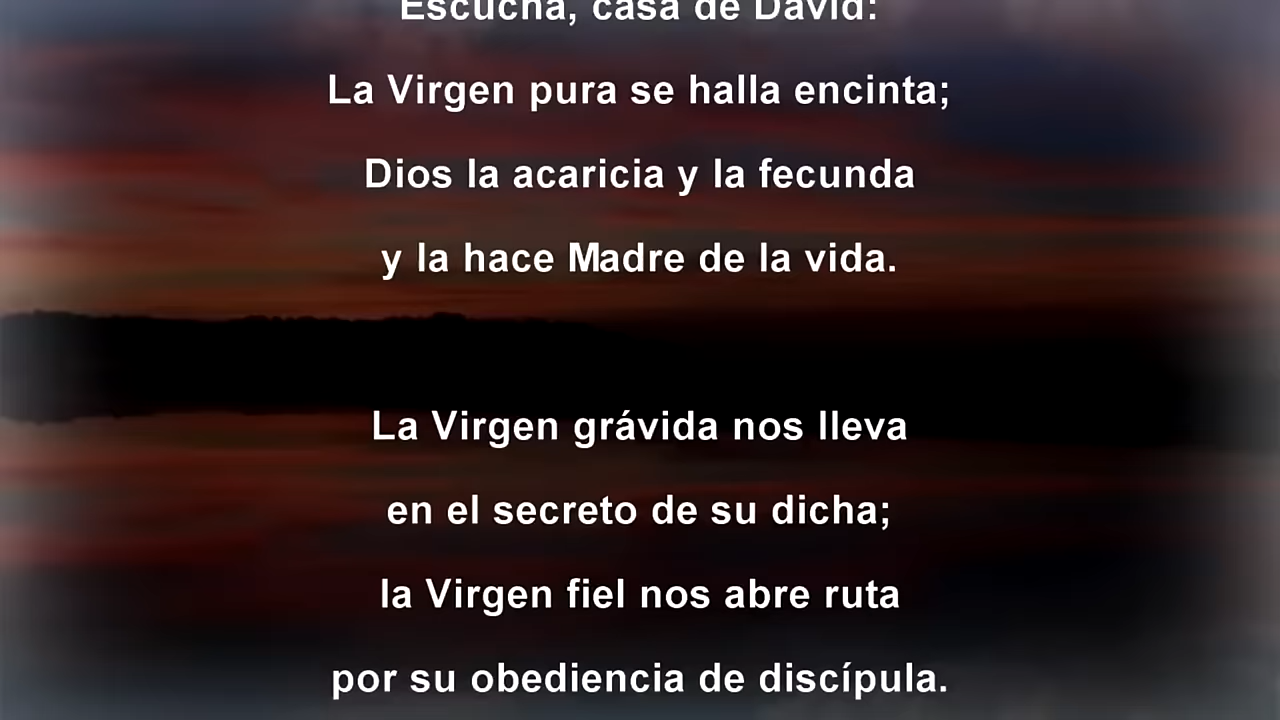 Escucha, casa de David:
La Virgen pura se halla encinta;
Dios la acaricia y la fecunda
y la hace Madre de la vida.
La Virgen grávida nos lleva
en el secreto de su dicha;
la Virgen fiel nos abre ruta
por su obediencia de discípula.